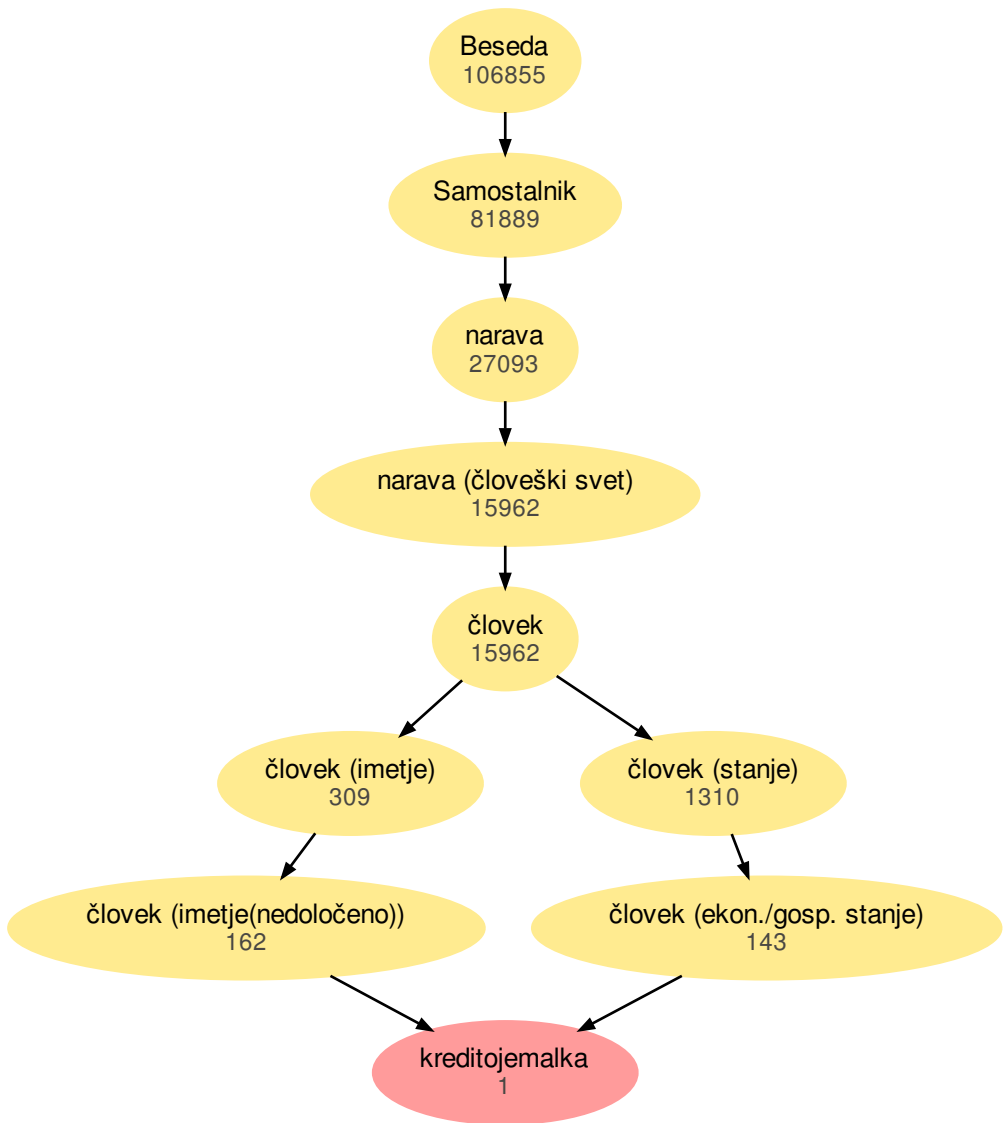 Beseda
106855
Samostalnik
81889
narava
27093
narava (človeški svet)
15962
človek
15962
človek (imetje)
309
človek (stanje)
1310
človek (imetje(nedoločeno))
162
človek (ekon./gosp. stanje)
143
kreditojemalka
1